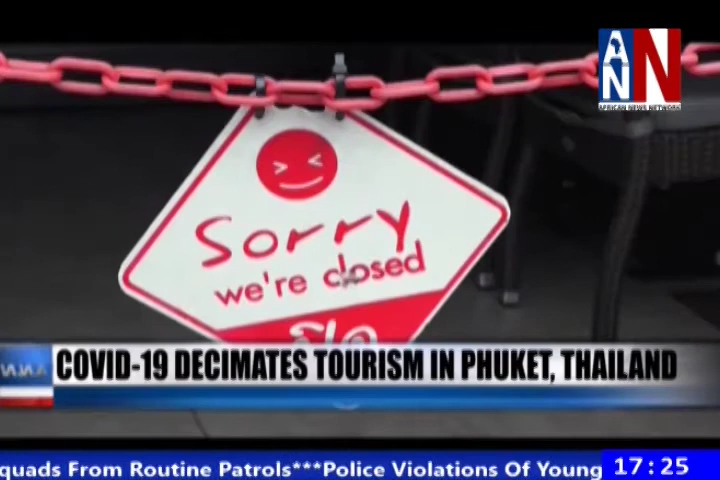 ANN
AFRICAN NEWS NETWORK
Sorry
we're closed
COVID-19 DECIMATES TOURISM IN PHUKET, THAILAND
quads From Routine Patrols***Police Violations Of Young
17:25